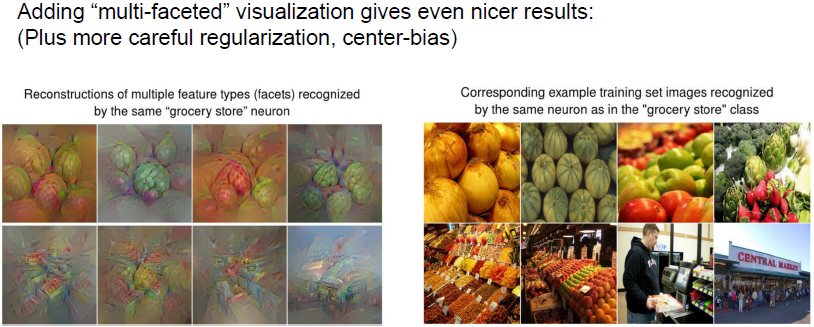 Adding “multi-faceted” visualization gives even nicer results:
(Plus more careful regularization, center-bias)
Reconstructions of multiple feature types (facets) recognized
by the same “grocery store” neuron
Corresponding example training set images recognized
by the same neuron as in the "grocery store" class
CENTRAL MARKET